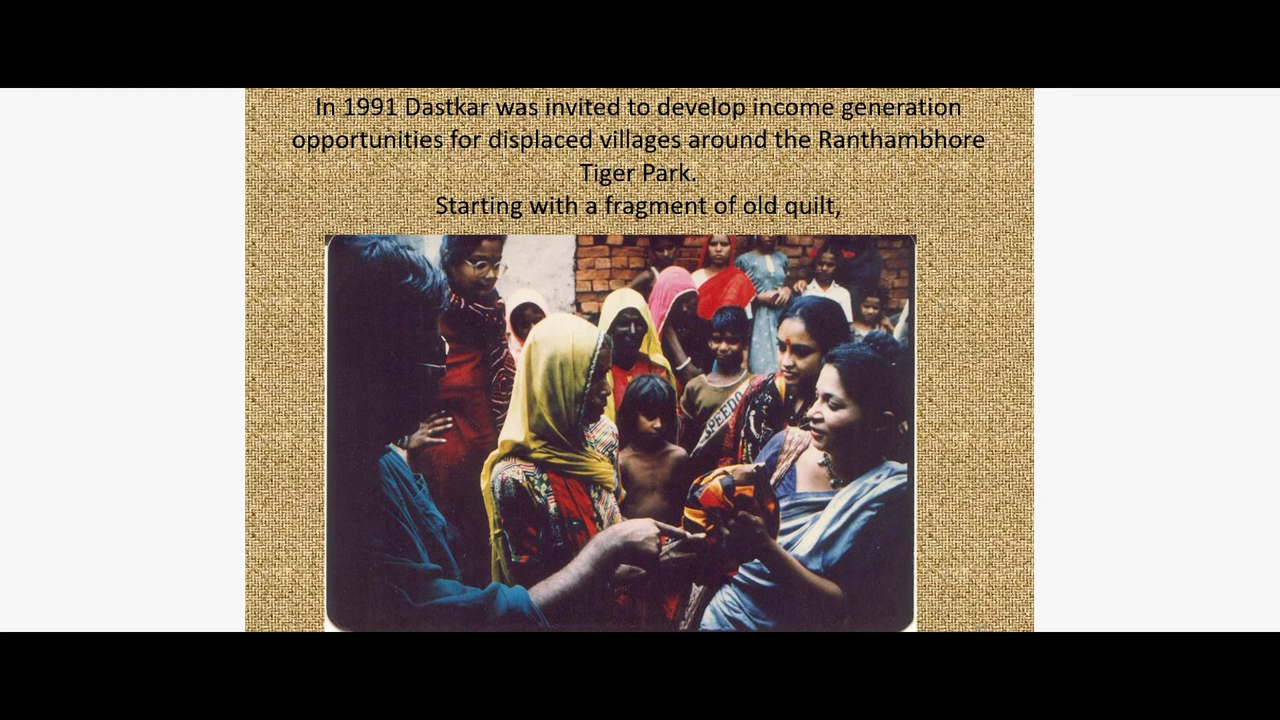 In 1991 Dastkar was invited to develop income generation
opportunities for displaced villages around the Ranthambhore
Tiger Park.
Starting with a fragment of old quilt,
SPEEDO